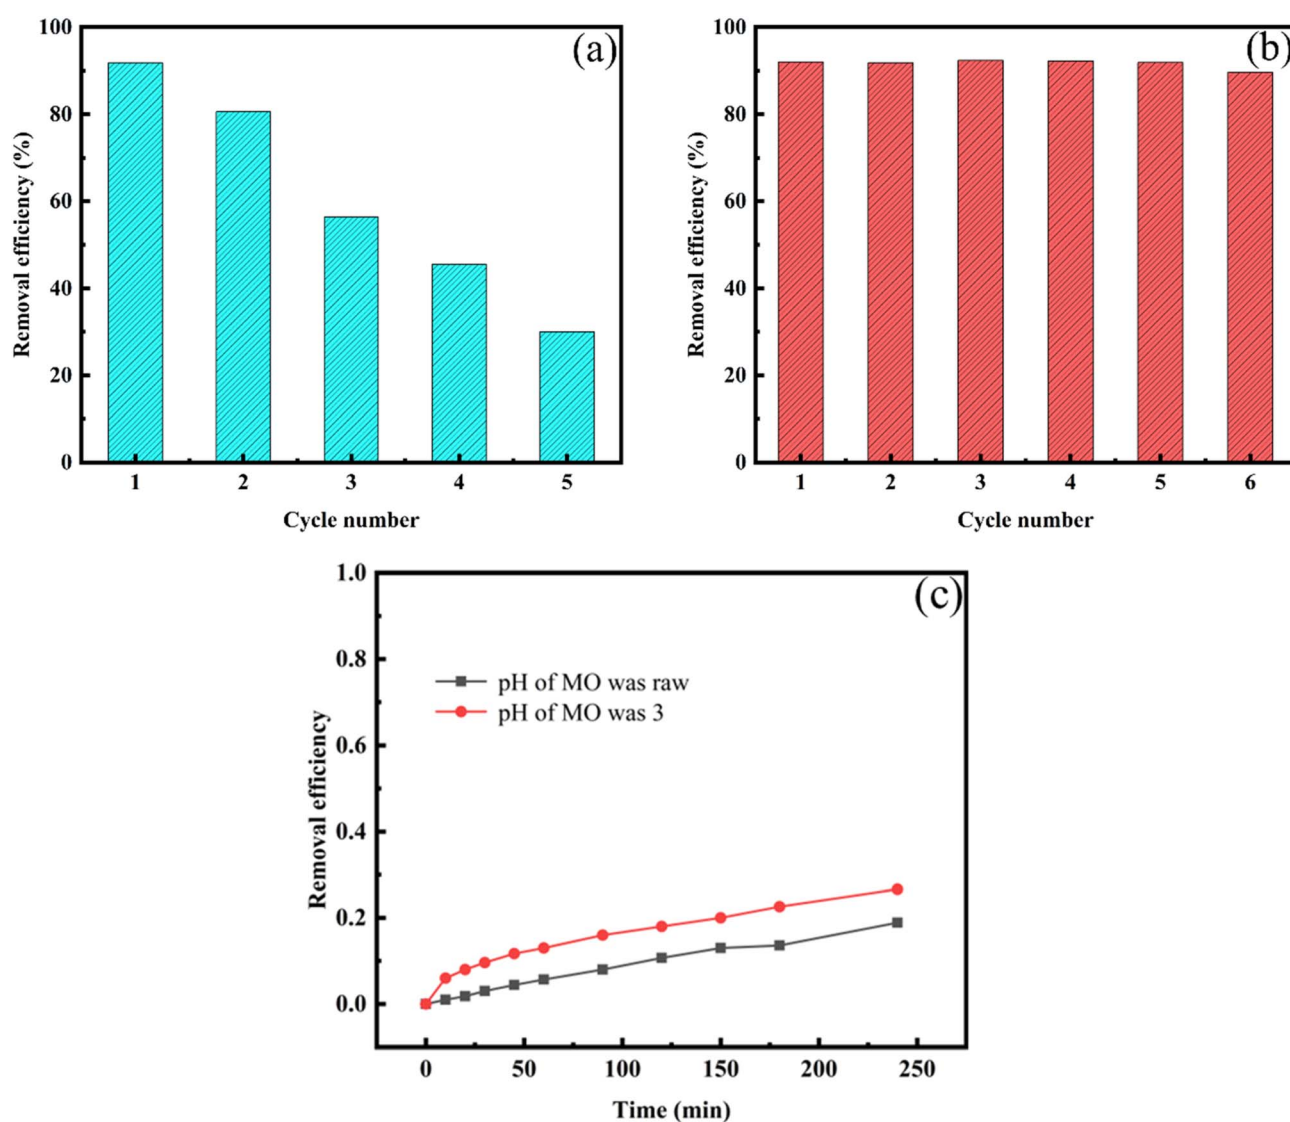 (a)
Removal efficiency (%)
100
80
60
40
20
0
1 2 3 4 5
Cycle number
(b)
Removal efficiency (%)
100
80
60
40
20
0
1 2 3 4 5 6
Cycle number
(c)
Removal efficiency
1.0
0.8
0.6
0.4
0.2
0.0
pH of MO was raw
pH of MO was 3
0 50 100 150 200 250
Time (min)